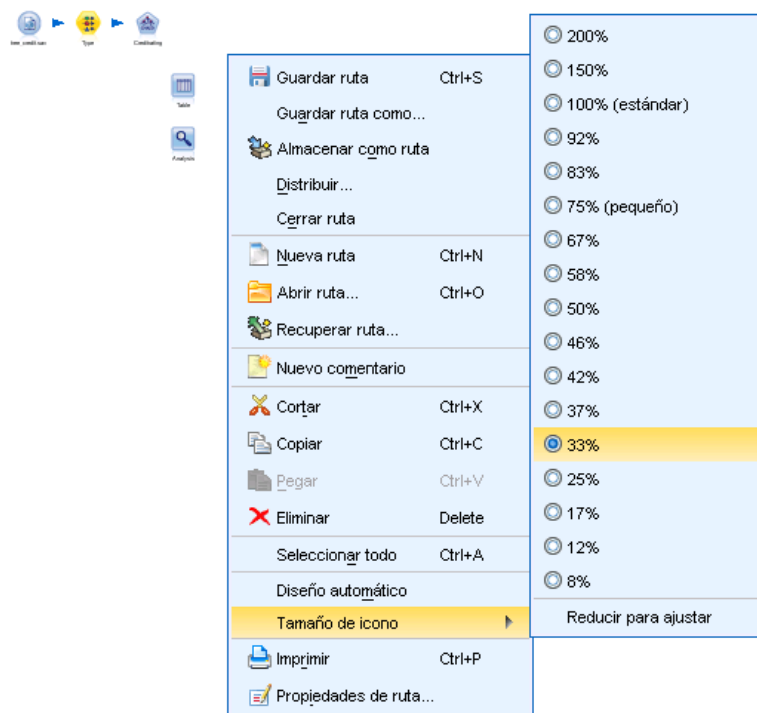 tree_credit.sav
Type
Creditrating
Table
Analysis
Guardar ruta Ctrl+S
Guardar ruta como...
Almacenar como ruta
Distribuir...
Cerrar ruta
Nueva ruta Ctrl+N
Abrir ruta... Ctrl+O
Recuperar ruta...
Nuevo comentario
Cortar Ctrl+X
Copiar Ctrl+C
Pegar Ctrl+V
Eliminar Delete
Seleccionar todo Ctrl+A
Diseño automático
Tamaño de icono
Imprimir Ctrl+P
Propiedades de ruta...
200%
150%
100% (estándar)
92%
83%
75% (pequeño)
67%
58%
50%
46%
42%
37%
33%
25%
17%
12%
8%
Reducir para ajustar